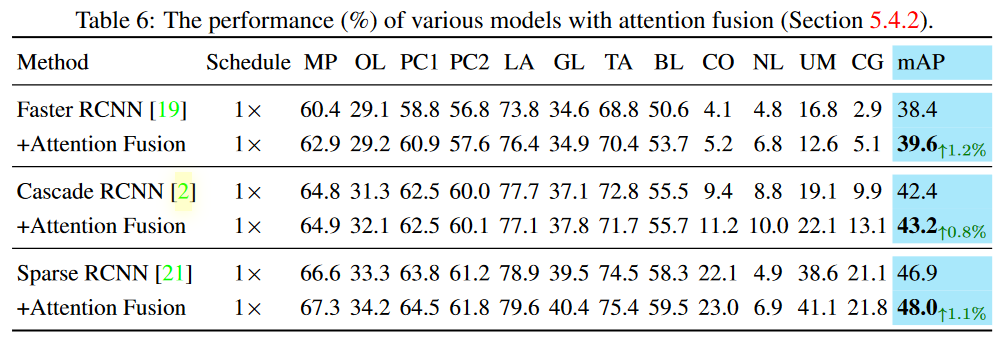 Table 6: The performance (%) of various models with attention fusion (Section 5.4.2).
Method Schedule MP OL PC1 PC2 LA GL TA BL CO NL UM CG mAP
Faster RCNN [19] 1× 60.4 29.1 58.8 56.8 73.8 34.6 68.8 50.6 4.1 4.8 16.8 2.9 38.4
+Attention Fusion 1× 62.9 29.2 60.9 57.6 76.4 34.9 70.4 53.7 5.2 6.8 12.6 5.1 39.6↑1.2%
Cascade RCNN [2] 1× 64.8 31.3 62.5 60.0 77.7 37.1 72.8 55.5 9.4 8.8 19.1 9.9 42.4
+Attention Fusion 1× 64.9 32.1 62.5 60.1 77.1 37.8 71.7 55.7 11.2 10.0 22.1 13.1 43.2↑0.8%
Sparse RCNN [21] 1× 66.6 33.3 63.8 61.2 78.9 39.5 74.5 58.3 22.1 4.9 38.6 21.1 46.9
+Attention Fusion 1× 67.3 34.2 64.5 61.8 79.6 40.4 75.4 59.5 23.0 6.9 41.1 21.8 48.0↑1.1%